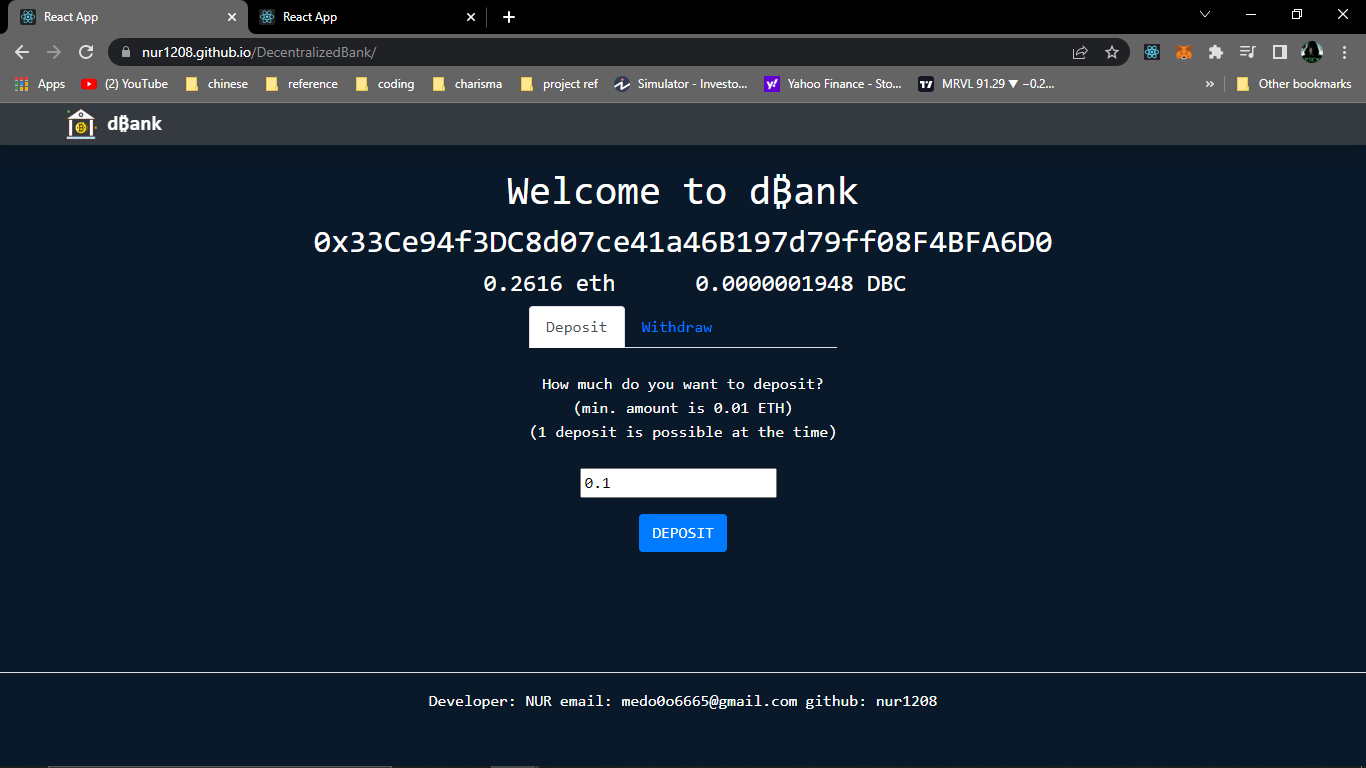 React App
React App
nur1208.github.io/DecentralizedBank/
Apps (2) YouTube chinese reference coding charisma project ref Simulator - Investo... Yahoo Finance - Sto... MRVL 91.29 ▼ −0.2... » Other bookmarks
d₿ank
Welcome to d₿ank
0x33Ce94f3DC8d07ce41a46B197d79ff08F4BFA6D0
0.2616 eth 0.0000001948 DBC
Deposit Withdraw
How much do you want to deposit?
(min. amount is 0.01 ETH)
(1 deposit is possible at the time)
0.1
DEPOSIT
Developer: NUR email: medo0o6665@gmail.com github: nur1208